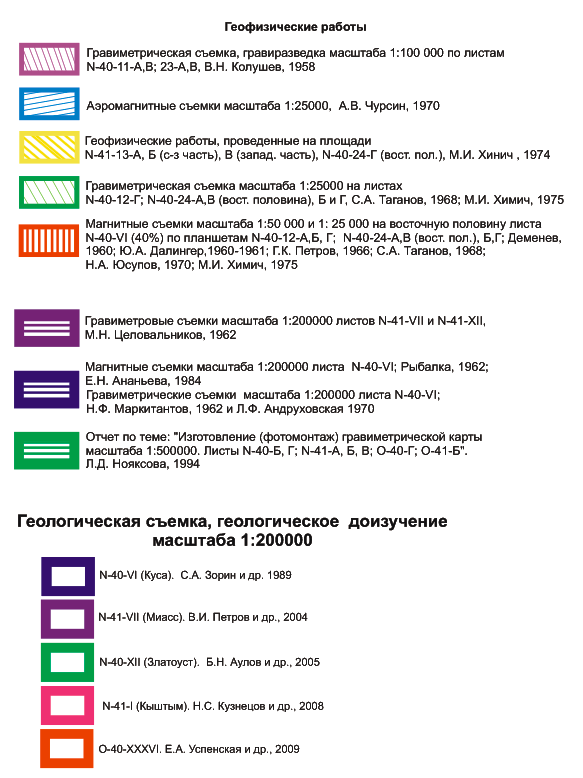 Геофизические работы
Гравиметрическая съемка, гравиразведка масштаба 1:100 000 по листам
N-40-11-А,В; 23-А,В, В.Н. Колушев, 1958
Аэромагнитные съемки масштаба 1:25000, А.В. Чурсин, 1970
Геофизические работы, проведенные на площади
N-41-13-А, Б (с-з часть), В (запад. часть), N-40-24-Г (вост. пол.), М.И. Хинич , 1974
Гравиметрическая съемка масштаба 1:25000 на листах
N-40-12-Г; N-40-24-А,В (вост. половина), Б и Г, С.А. Таганов, 1968; М.И. Химич, 1975
Магнитные съемки масштаба 1:50 000 и 1: 25 000 на восточную половину листа
N-40-VI (40%) по планшетам N-40-12-А,Б, Г; N-40-24-А,В (вост. пол.), Б,Г; Деменев,
1960; Ю.А. Далингер,1960-1961; Г.К. Петров, 1966; С.А. Таганов, 1968;
Н.А. Юсупов, 1970; М.И. Химич, 1975
Гравиметровые съемки масштаба 1:200000 листов N-41-VII и N-41-XII,
М.Н. Целовальников, 1962
Магнитные съемки масштаба 1:200000 листа N-40-VI; Рыбалка, 1962;
Е.Н. Ананьева, 1984
Гравиметрические съемки масштаба 1:200000 листа N-40-VI;
Н.Ф. Маркитантов, 1962 и Л.Ф. Андруховская 1970
Отчет по теме: "Изготовление (фотомонтаж) гравиметрической карты
масштаба 1:500000. Листы N-40-Б, Г; N-41-А, Б, В; О-40-Г; О-41-Б".
Л.Д. Нояксова, 1994
Геологическая съемка, геологическое доизучение
масштаба 1:200000
N-40-VI (Куса). С.А. Зорин и др. 1989
N-41-VII (Миасс). В.И. Петров и др., 2004
N-40-XII (Златоуст). Б.Н. Аулов и др., 2005
N-41-I (Кыштым). Н.С. Кузнецов и др., 2008
О-40-XXXVI. Е.А. Успенская и др., 2009